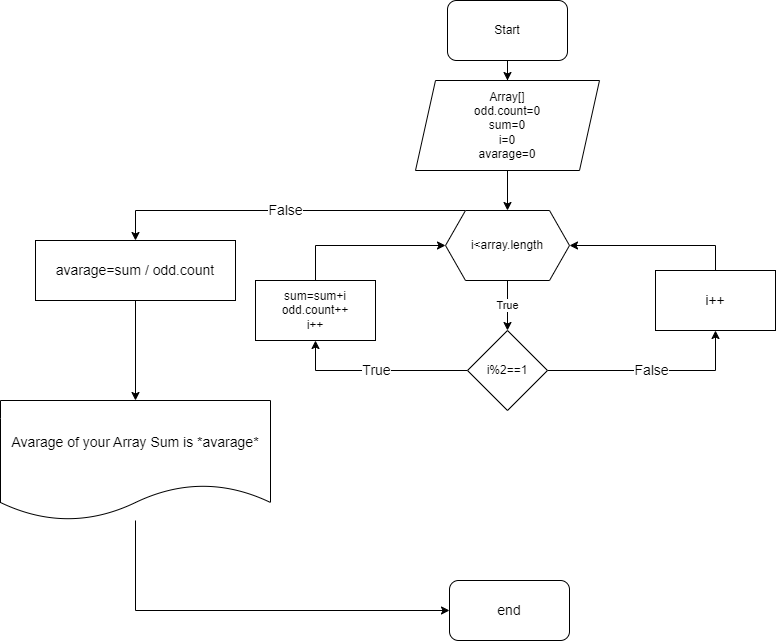 Start
Array[]
odd.count=0
sum=0
i=0
avarage=0
False
i<array.length
avarage=sum / odd.count
sum=sum+i
odd.count++
i++
i++
True
True
i%2==1
False
Avarage of your Array Sum is *avarage*
end